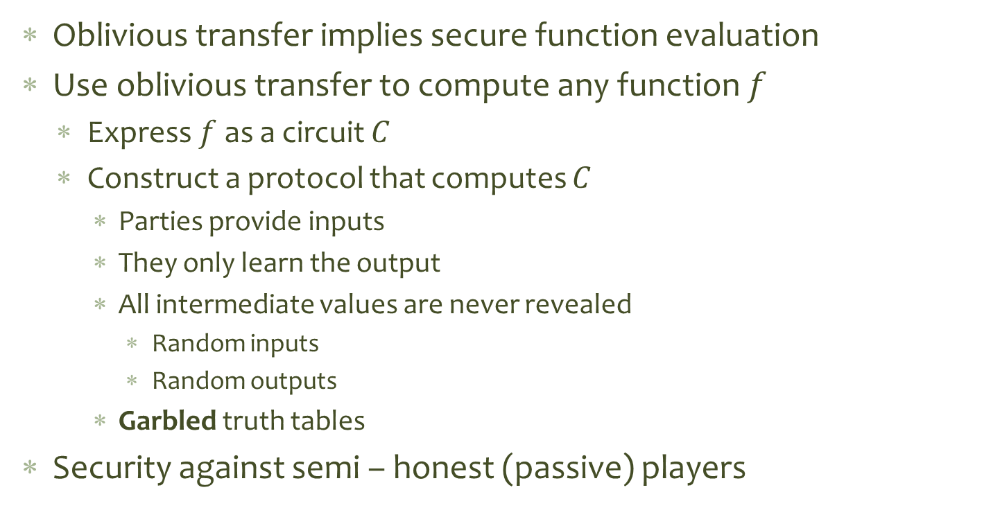 * Oblivious transfer implies secure function evaluation
* Use oblivious transfer to compute any function f
* Express f as a circuit C
* Construct a protocol that computes C
* Parties provide inputs
* They only learn the output
* All intermediate values are never revealed
* Random inputs
* Random outputs
* Garbled truth tables
* Security against semi – honest (passive) players